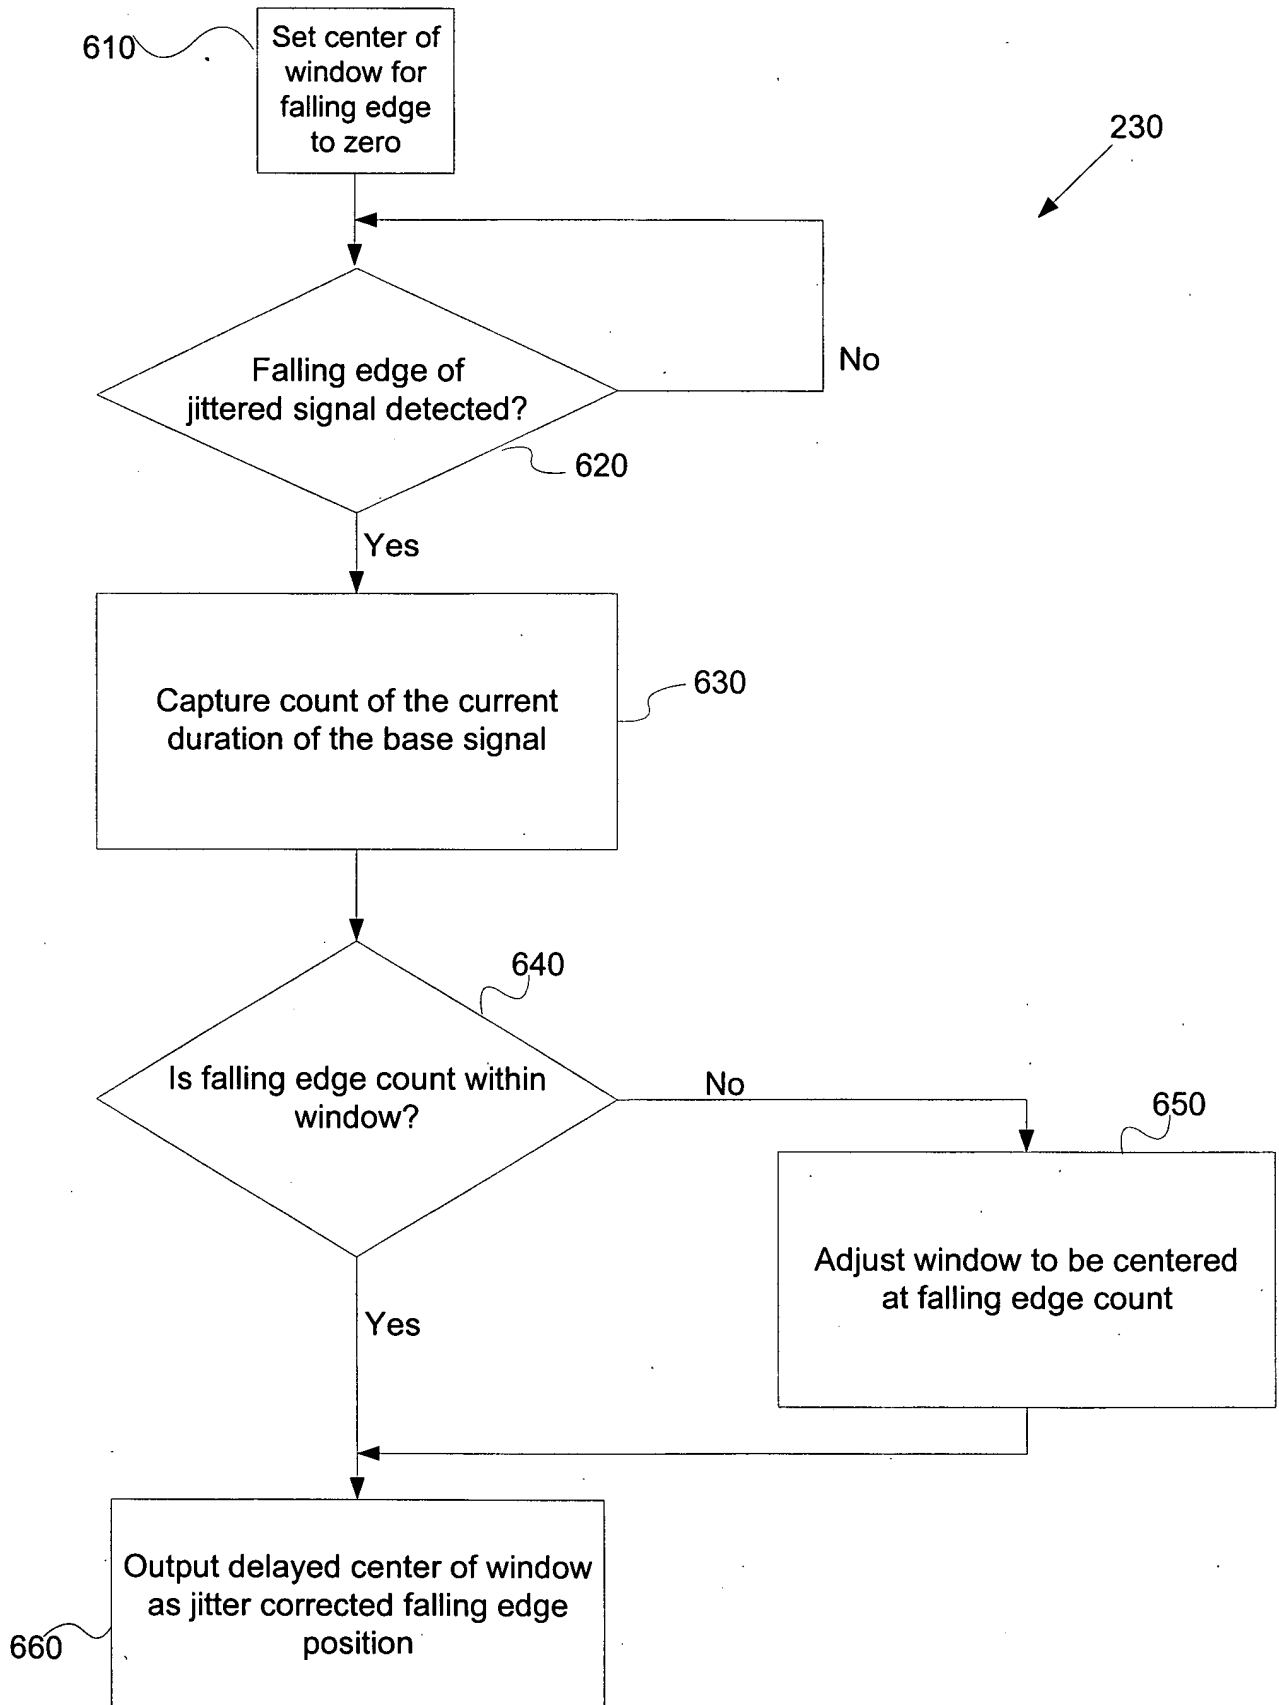 610
Set center of
window for
falling edge
to zero
230
No
Falling edge of
jittered signal detected?
620
Yes
630
Capture count of the current
duration of the base signal
640
Is falling edge count within
window?
No
650
Adjust window to be centered
at falling edge count
Yes
Output delayed center of window
as jitter corrected falling edge
position
660